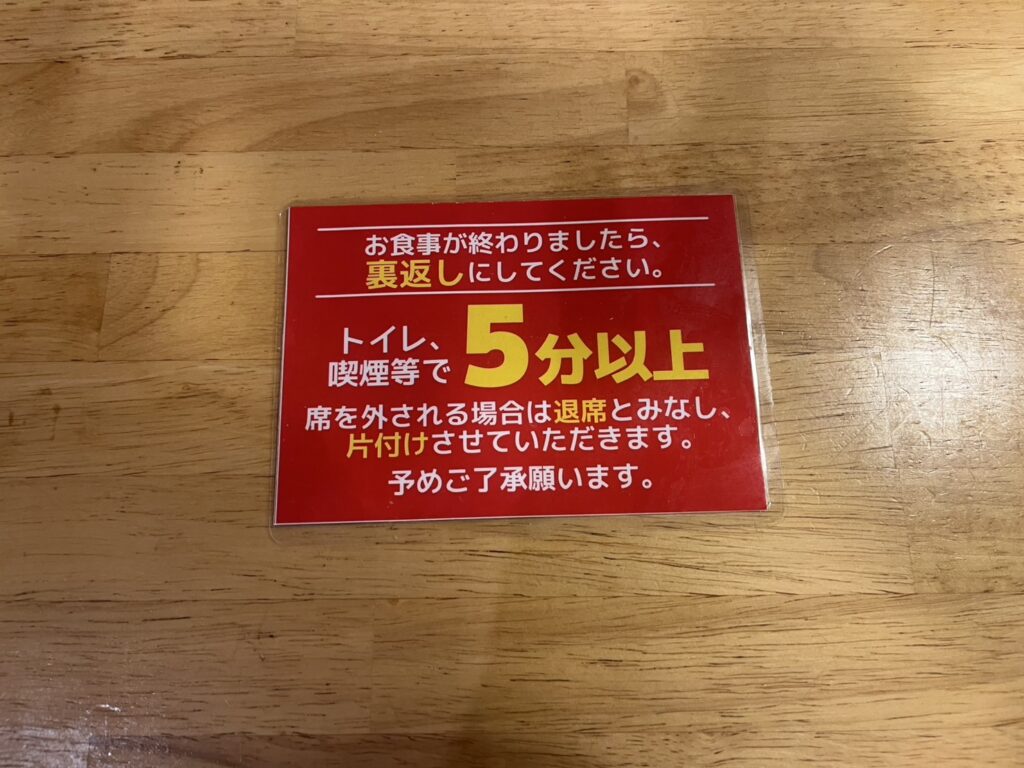 お食事が終わりましたら、
裏返しにしてください。
トイレ、
喫煙等で 5分以上
席を外される場合は退席とみなし、
片付けさせていただきます。
予めご了承願います。